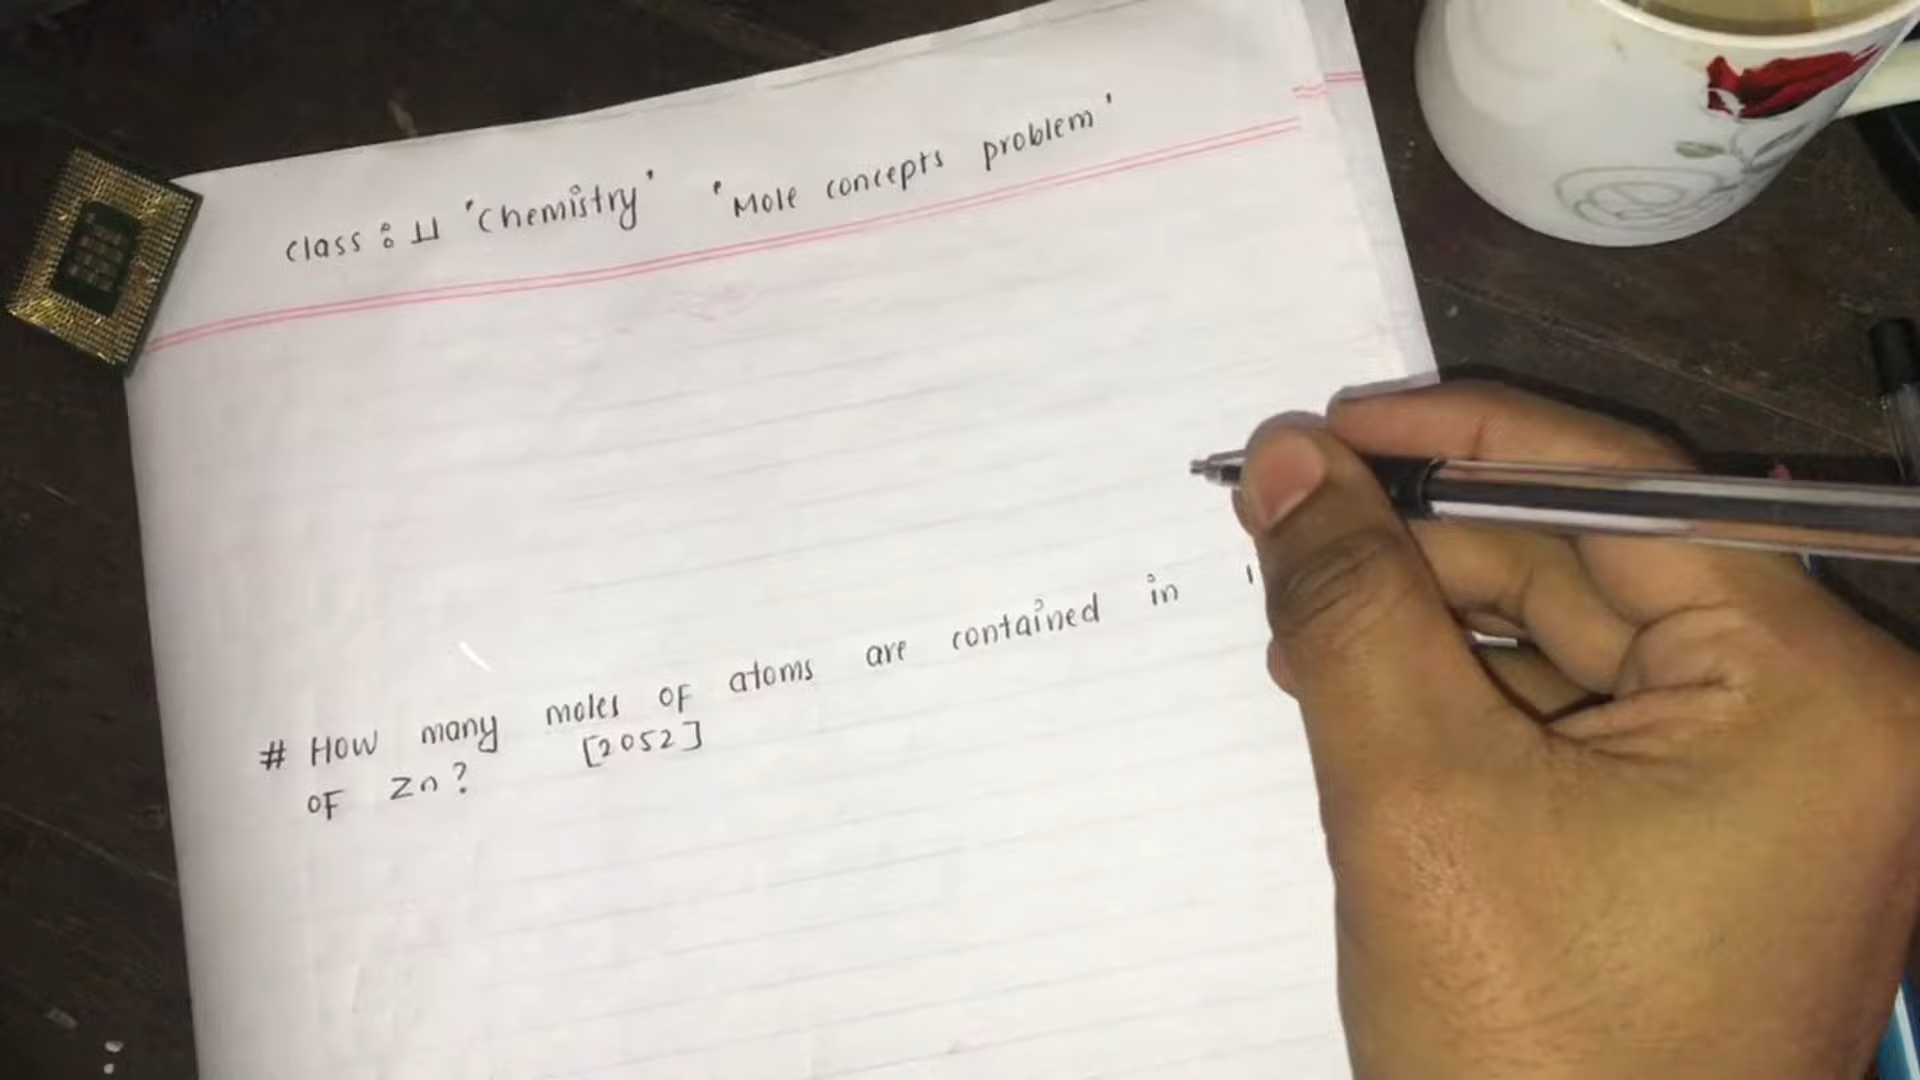 class : 11 'Chemistry' 'Mole concepts problem'
# How many moles of atoms are contained in
of Zn? [2052]